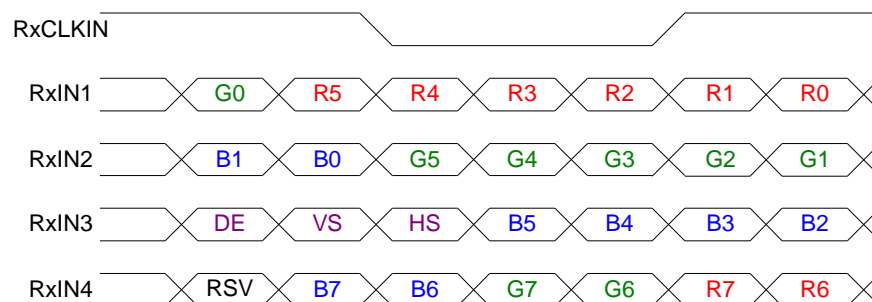 RxCLKIN
RxIN1 G0 R5 R4 R3 R2 R1 R0
RxIN2 B1 B0 G5 G4 G3 G2 G1
RxIN3 DE VS HS B5 B4 B3 B2
RxIN4 RSV B7 B6 G7 G6 R7 R6